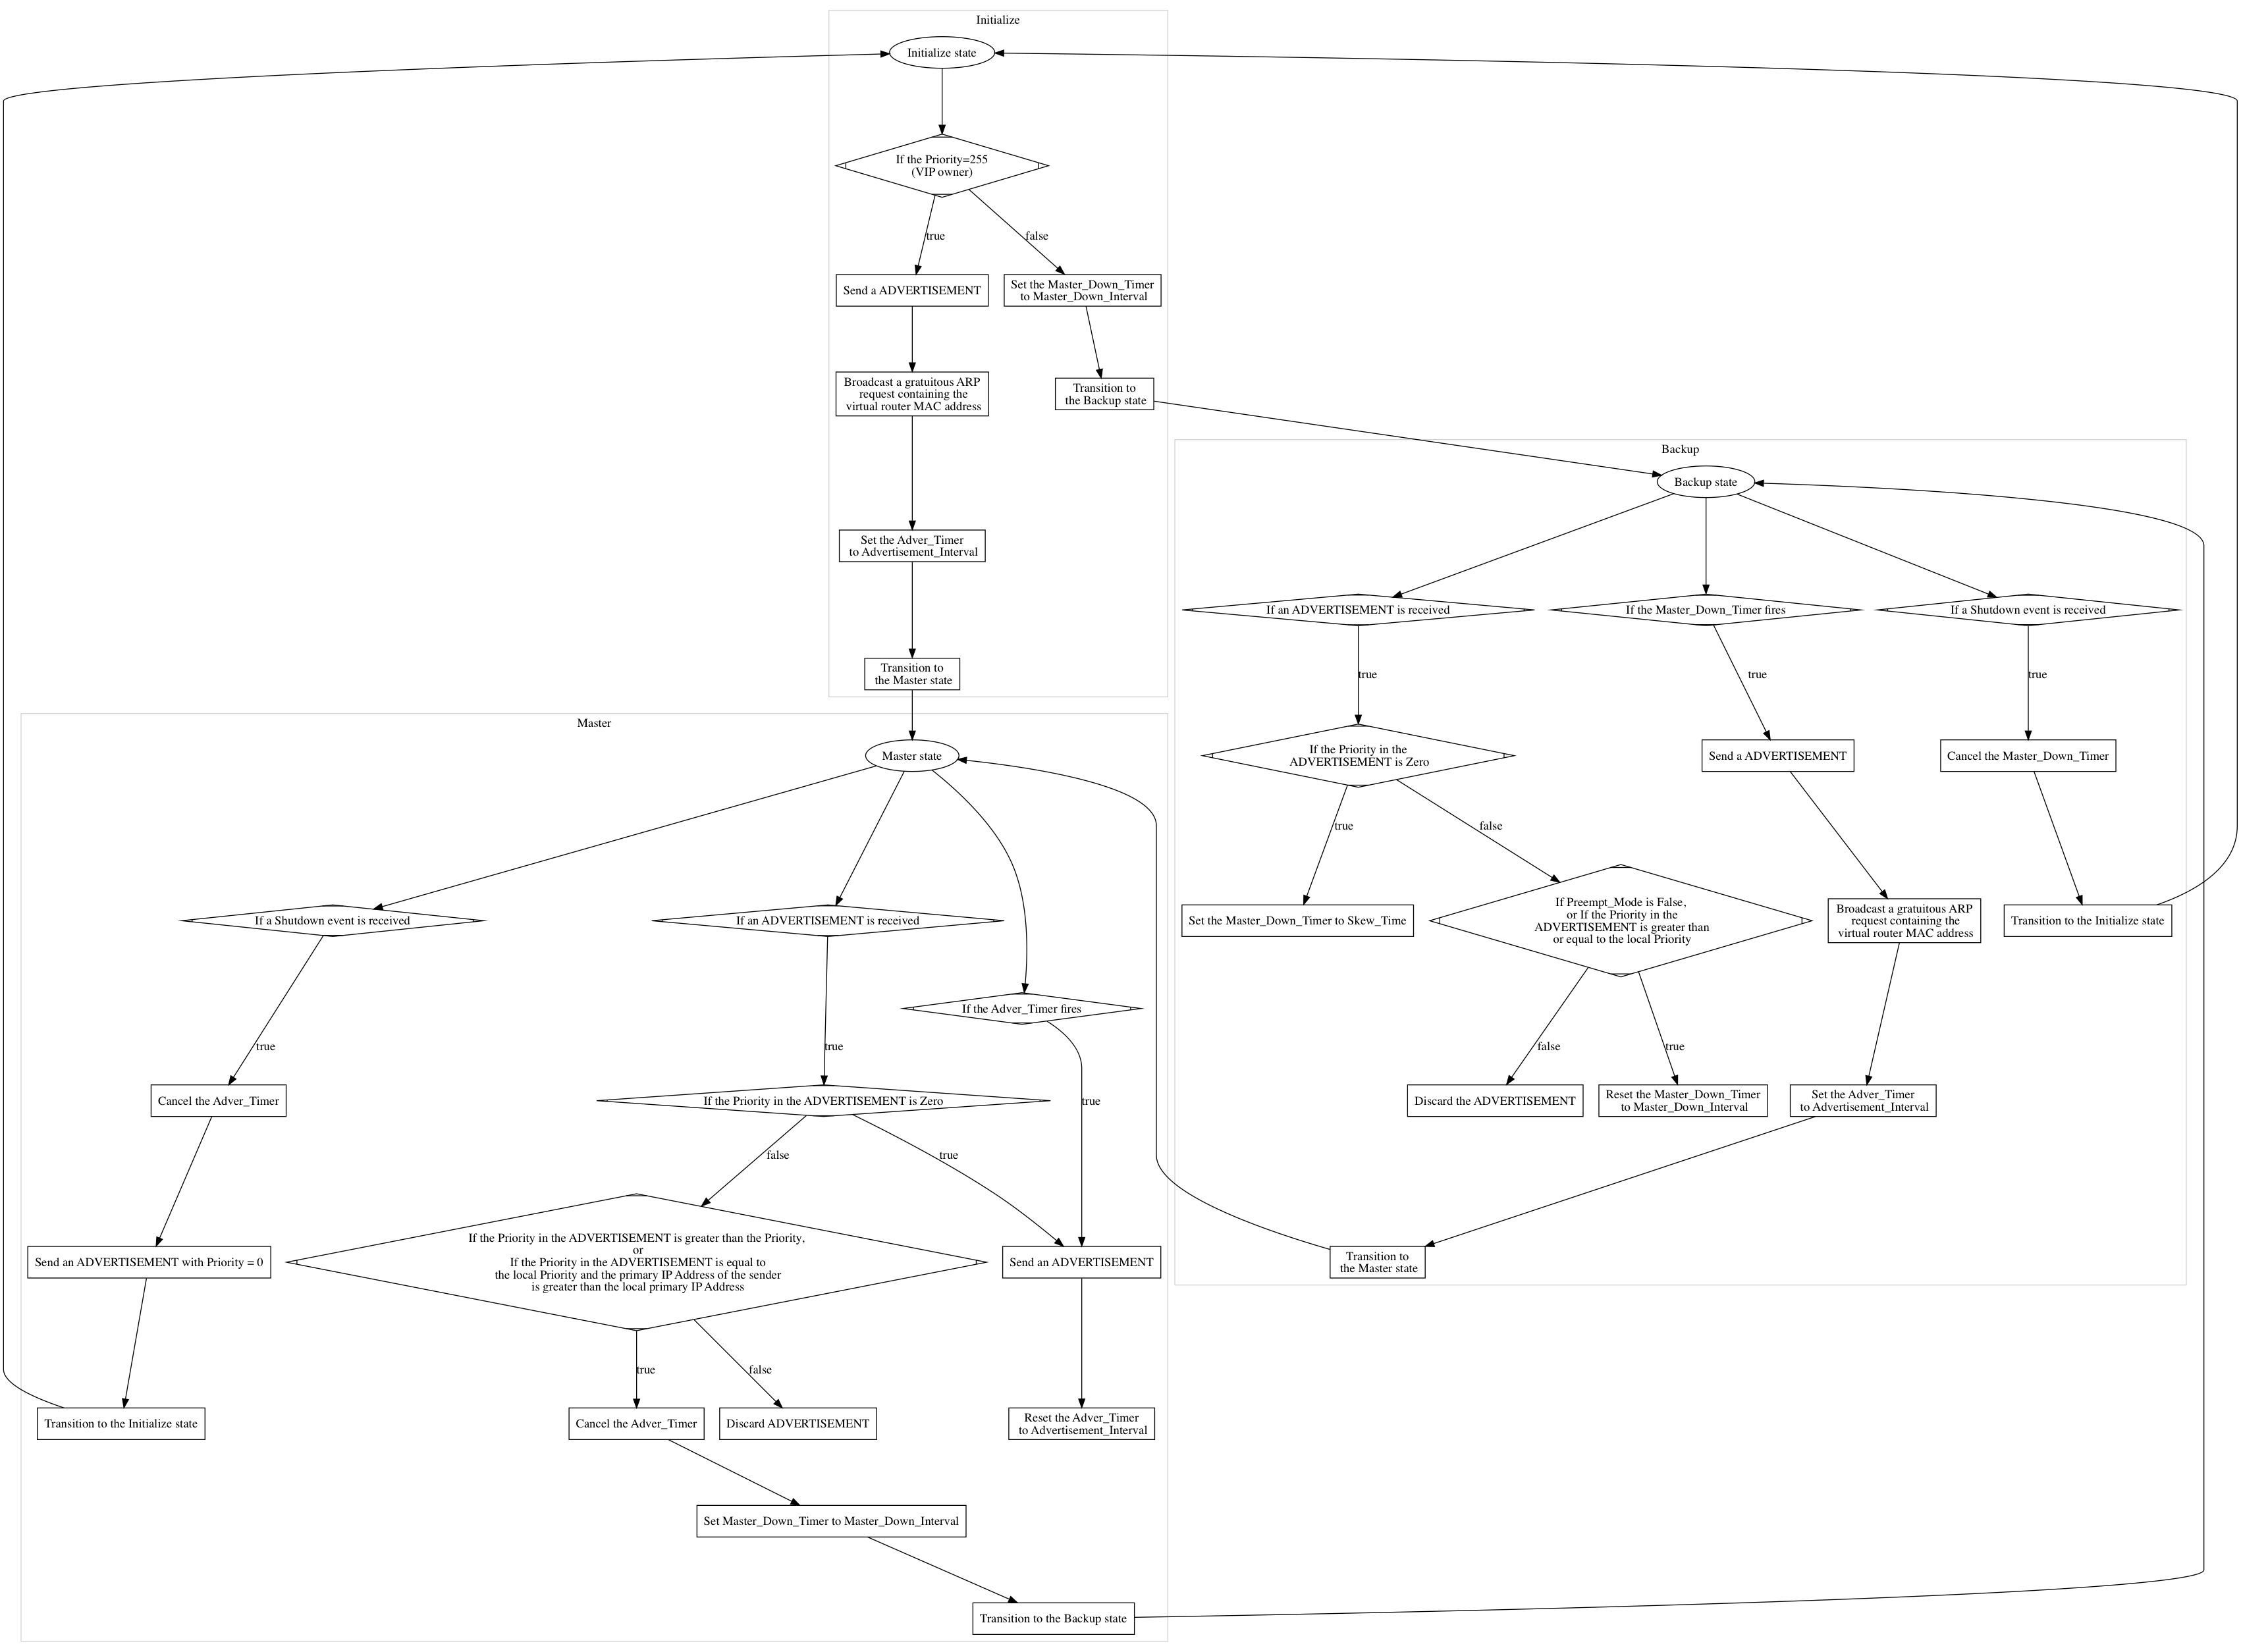 Initialize
Initialize state
If the Priority=255
(VIP owner)
true
false
Send a ADVERTISEMENT
Set the Master_Down_Timer
to Master_Down_Interval
Broadcast a gratuitous ARP
request containing the
virtual router MAC address
Transition to
the Backup state
Set the Adver_Timer
to Advertisement_Interval
Transition to
the Master state
Backup
Backup state
If an ADVERTISEMENT is received
If the Master_Down_Timer fires
If a Shutdown event is received
true
true
true
If the Priority in the
ADVERTISEMENT is Zero
Send a ADVERTISEMENT
Cancel the Master_Down_Timer
true
false
Set the Master_Down_Timer to Skew_Time
If Preempt_Mode is False,
or If the Priority in the
ADVERTISEMENT is greater than
or equal to the local Priority
Broadcast a gratuitous ARP
request containing the
virtual router MAC address
Transition to the Initialize state
false
true
Discard the ADVERTISEMENT
Reset the Master_Down_Timer
to Master_Down_Interval
Set the Adver_Timer
to Advertisement_Interval
Transition to
the Master state
Master
Master state
If a Shutdown event is received
If an ADVERTISEMENT is received
If the Adver_Timer fires
true
true
true
Cancel the Adver_Timer
If the Priority in the ADVERTISEMENT is Zero
false
true
Send an ADVERTISEMENT with Priority = 0
If the Priority in the ADVERTISEMENT is greater than the Priority,
or
If the Priority in the ADVERTISEMENT is equal to
the local Priority and the primary IP Address of the sender
is greater than the local primary IP Address
Send an ADVERTISEMENT
true
false
Transition to the Initialize state
Cancel the Adver_Timer
Discard ADVERTISEMENT
Reset the Adver_Timer
to Advertisement_Interval
Set Master_Down_Timer to Master_Down_Interval
Transition to the Backup state